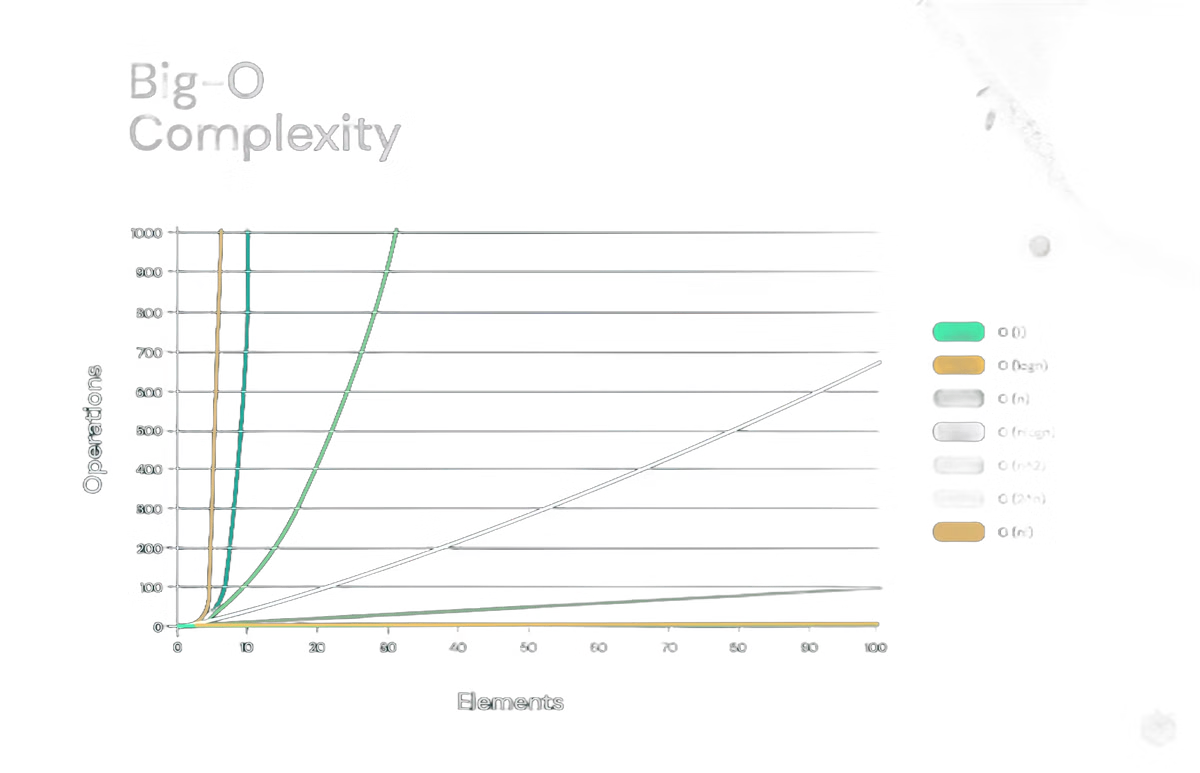 Big-O
Complexity
1000
900
800
700
600
500
400
300
200
100
0
Operations
0 10 20 30 40 50 60 70 80 90 100
Elements
O (1)
O (logn)
O (n)
O (nlogn)
O (n^2)
O (2^n)
O (n!)